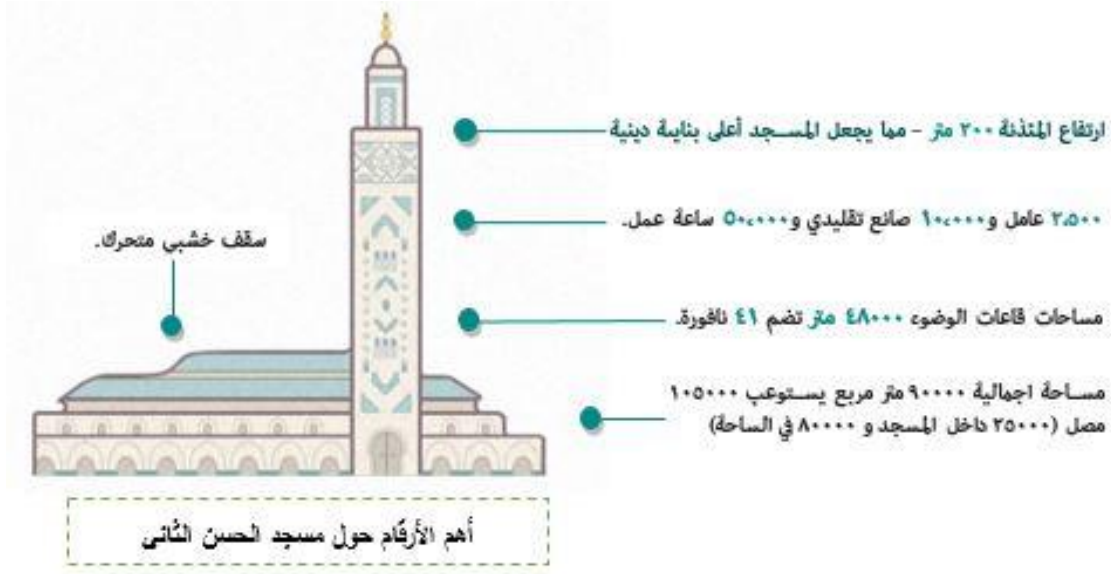 ارتفاع المئذنة ٢٠٠ متر - مما يجعل المسجد أعلى بناية دينية
٢،٥٠٠ عامل و١٠،٠٠٠ صانع تقليدي و٥٠،٠٠٠ ساعة عمل.
سقف خشبي متحرك.
مساحات قاعات الوضوء ٤٨٠٠٠ متر تضم ٤١ نافورة.
مساحة اجمالية ٩٠٠٠٠ متر مربع يستوعب ١٠٥٠٠٠
مصل (٢٥٠٠٠ داخل المسجد و ٨٠٠٠٠ في الساحة)
أهم الأرقام حول مسجد الحسن الثانى